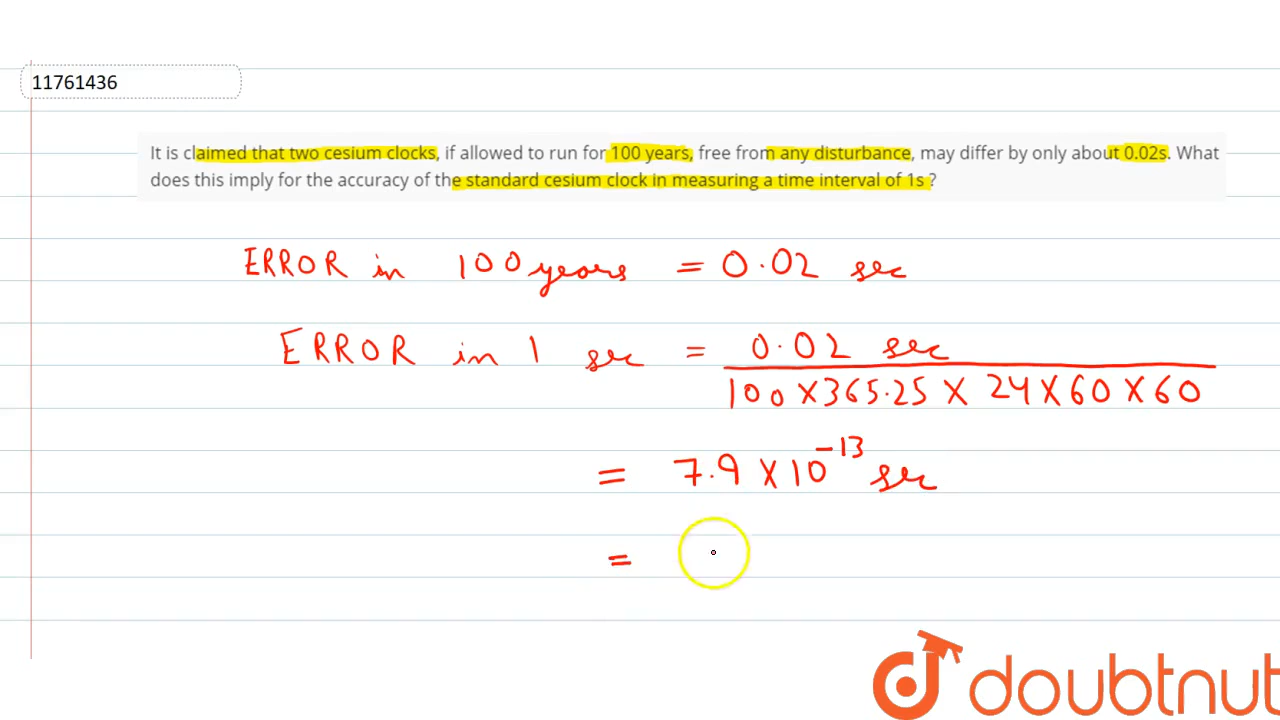 11761436
It is claimed that two cesium clocks, if allowed to run for 100 years, free from any disturbance, may differ by only about 0.02s. What
does this imply for the accuracy of the standard cesium clock in measuring a time interval of 1s ?
ERROR in 100 years = 0.02 sec
ERROR in 1 sec = 0.02 sec
100 X 365.25 X 24 X 60 X 60
= 7.9 X 10⁻¹³ sec
=
doubtnut